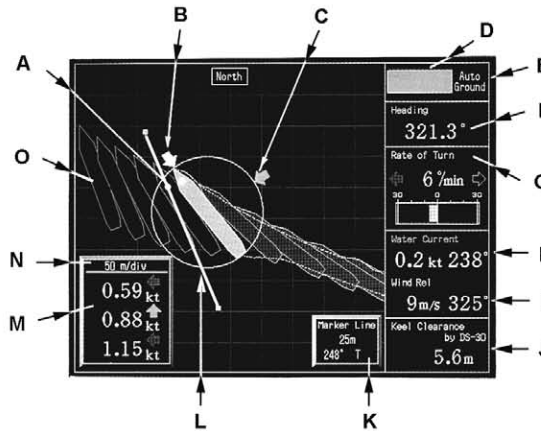 B
C
D
A
North
Auto
Ground
E
Heading
321.3°
Rate of Turn
O
6°/min
30 0 30
N
50 m/div
Water Current
0.2 kt 238°
0.59 kt
Wind Rel
M
0.88 kt
9 m/s 325°
1.15 kt
Marker Line
25m
248° T
Keel Clearance
by DS-30
5.6 m
L
K